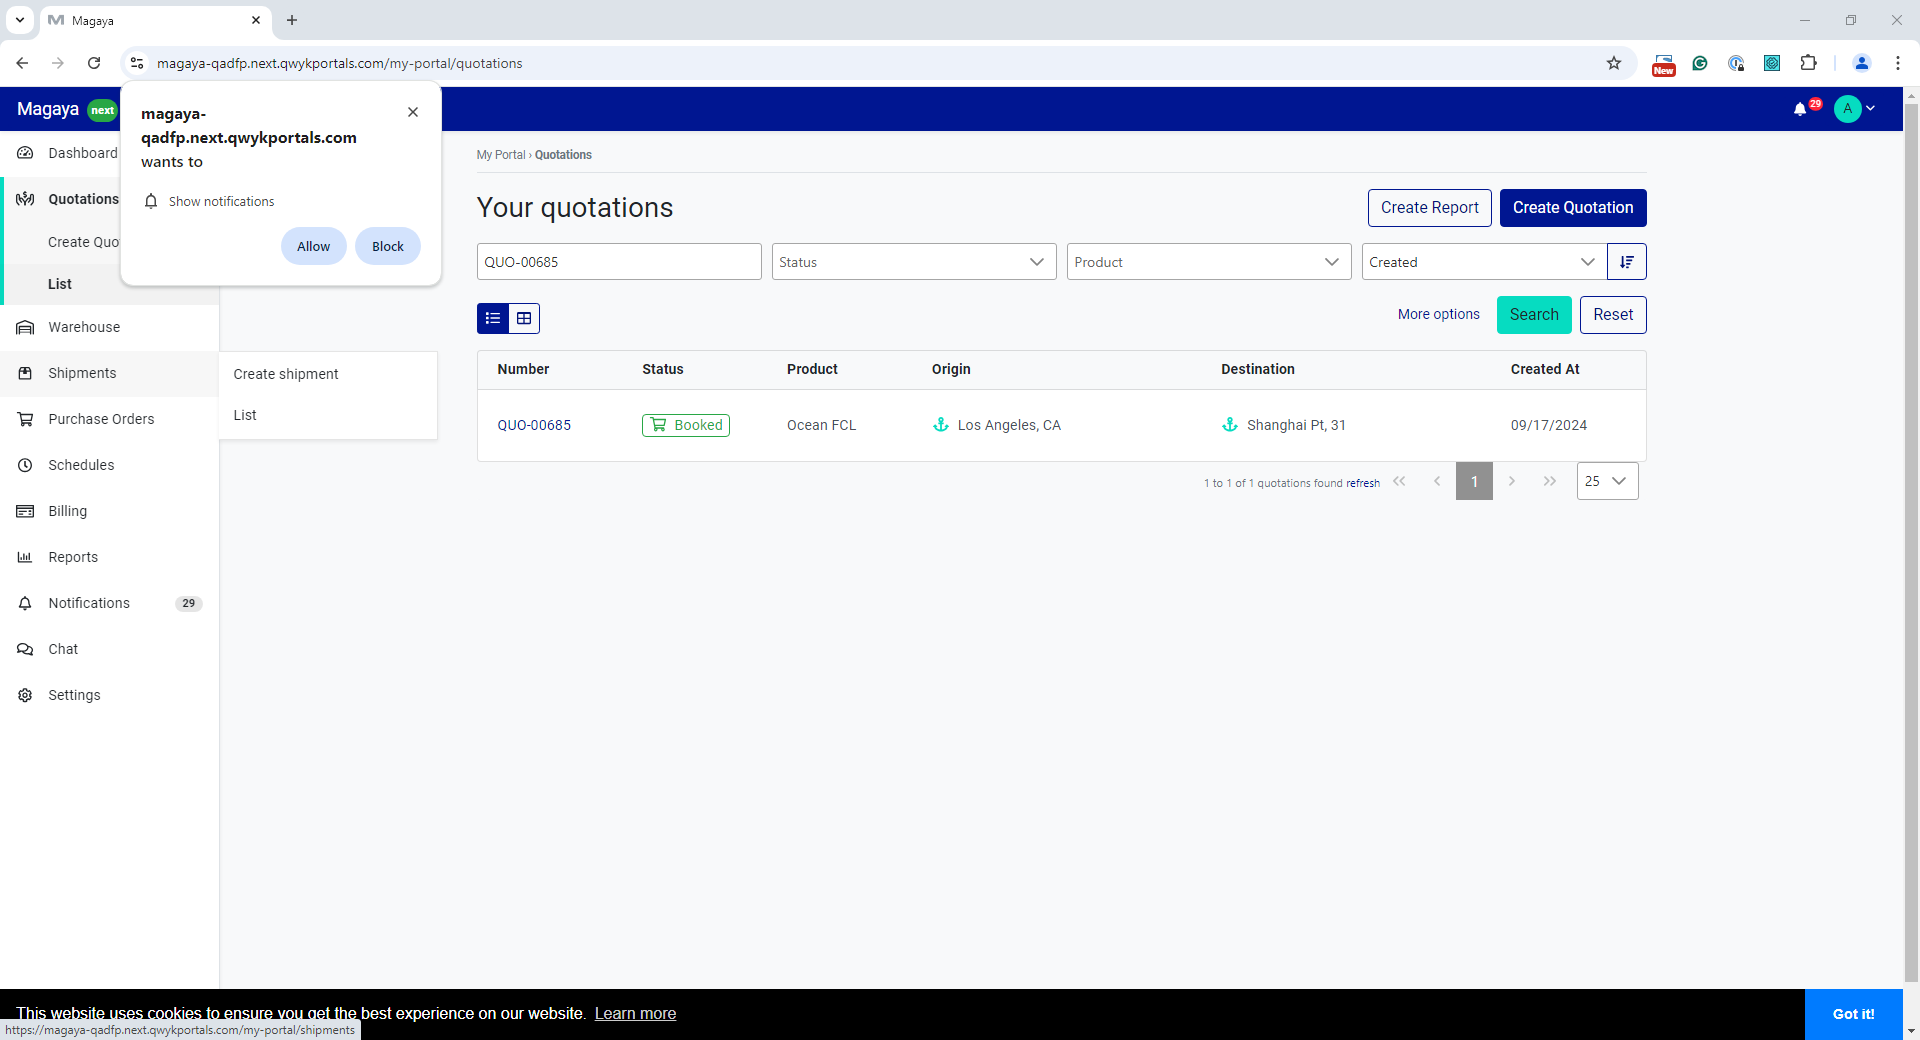 Magaya
magaya-qadfp.next.qwykportals.com/my-portal/quotations
New
Magaya next
29
A
magaya-
qadfp.next.qwykportals.com
wants to
Show notifications
Allow Block
Dashboard
Quotations
Create Quo
List
Warehouse
Shipments
Create shipment
List
Purchase Orders
Schedules
Billing
Reports
Notifications 29
Chat
Settings
My Portal › Quotations
Your quotations
Create Report Create Quotation
QUO-00685 Status Product Created
More options Search Reset
Number Status Product Origin Destination Created At
QUO-00685 Booked Ocean FCL Los Angeles, CA Shanghai Pt, 31 09/17/2024
1 to 1 of 1 quotations found refresh 1 25
This website uses cookies to ensure you get the best experience on our website. Learn more
Got it!
https://magaya-qadfp.next.qwykportals.com/my-portal/shipments